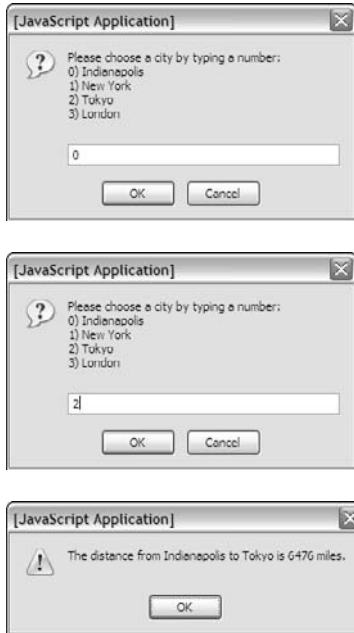 [JavaScript Application]
Please choose a city by typing a number:
0) Indianapolis
1) New York
2) Tokyo
3) London
0
OK Cancel
[JavaScript Application]
Please choose a city by typing a number:
0) Indianapolis
1) New York
2) Tokyo
3) London
2
OK Cancel
[JavaScript Application]
The distance from Indianapolis to Tokyo is 6476 miles.
OK